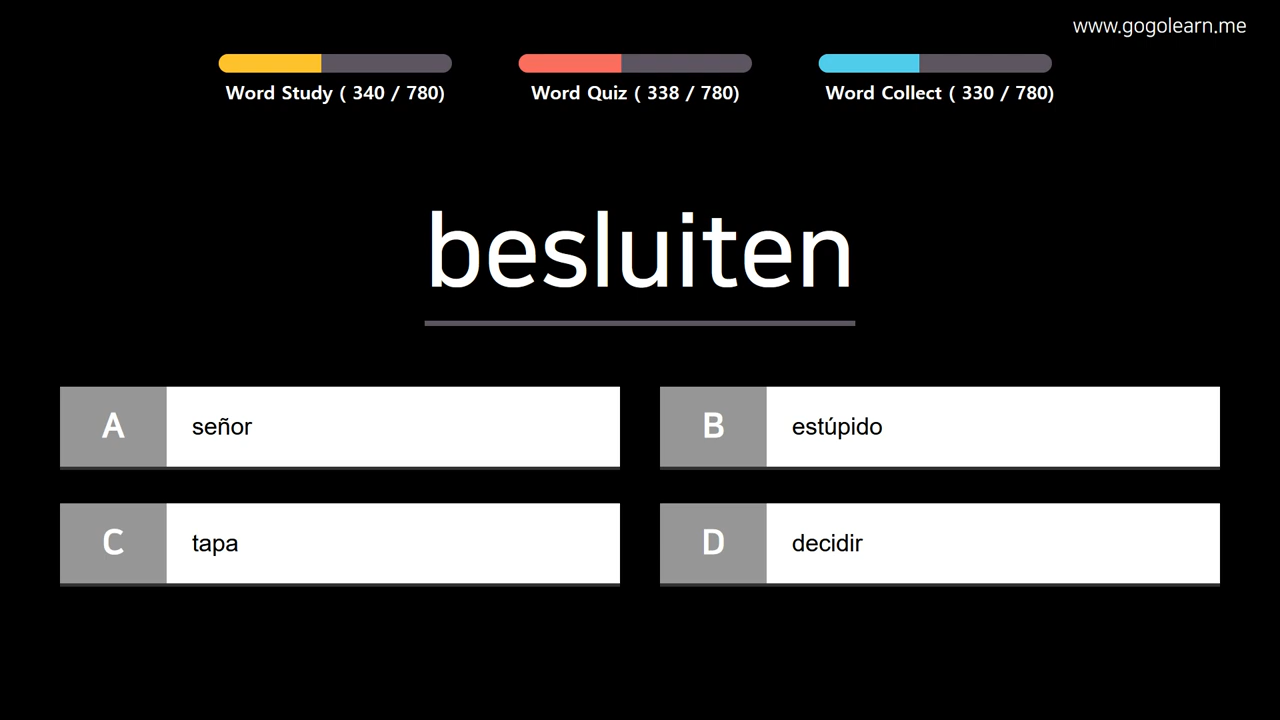 www.gogolearn.me
Word Study ( 340 / 780)
Word Quiz ( 338 / 780)
Word Collect ( 330 / 780)
besluiten
A señor
B estúpido
C tapa
D decidir